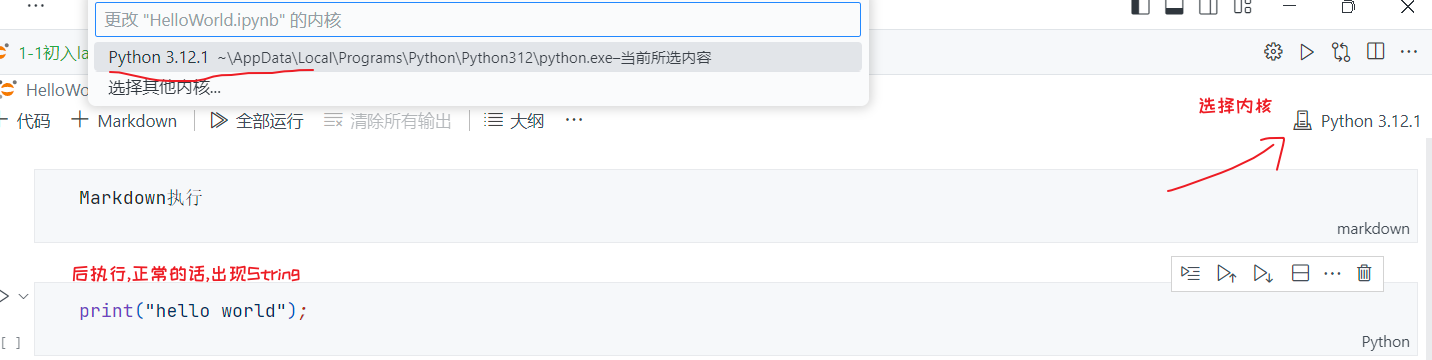 更改 "HelloWorld.ipynb" 的内核
1-1初入la
Python 3.12.1 ~\AppData\Local\Programs\Python\Python312\python.exe–当前所选内容
HelloWo
选择其他内核...
代码 Markdown 全部运行 清除所有输出 大纲 ···
选择内核
Python 3.12.1
Markdown执行
markdown
后执行,正常的话,出现String
print("hello world");
[ ]
Python